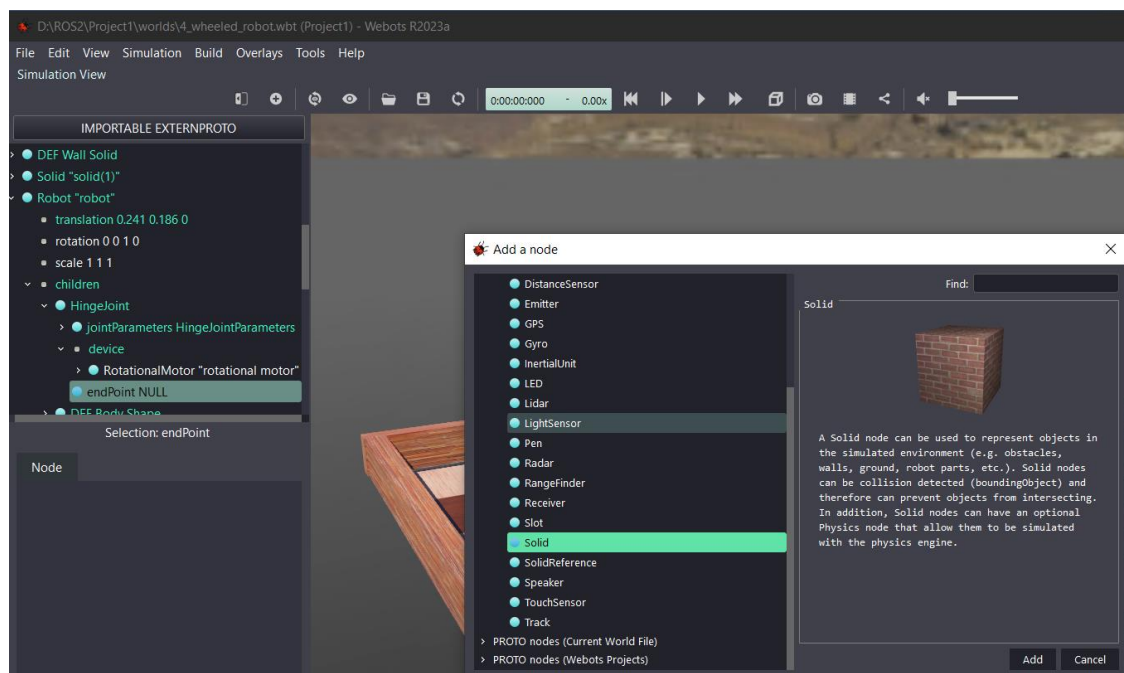 D:\ROS2\Project1\worlds\4_wheeled_robot.wbt (Project1) - Webots R2023a
File Edit View Simulation Build Overlays Tools Help
Simulation View
0:00:00:000 - 0.00x
IMPORTABLE EXTERNPROTO
DEF Wall Solid
Solid "solid(1)"
Robot "robot"
translation 0.241 0.186 0
rotation 0 0 1 0
scale 1 1 1
children
HingeJoint
jointParameters HingeJointParameters
device
RotationalMotor "rotational motor"
endPoint NULL
DEF Body Shape
Selection: endPoint
Node
Add a node
DistanceSensor
Emitter
GPS
Gyro
InertialUnit
LED
Lidar
LightSensor
Pen
Radar
RangeFinder
Receiver
Slot
Solid
SolidReference
Speaker
TouchSensor
Track
PROTO nodes (Current World File)
PROTO nodes (Webots Projects)
Find:
Solid
A Solid node can be used to represent objects in
the simulated environment (e.g. obstacles,
walls, ground, robot parts, etc.). Solid nodes
can be collision detected (boundingObject) and
therefore can prevent objects from intersecting.
In addition, Solid nodes can have an optional
Physics node that allow them to be simulated
with the physics engine.
Add Cancel